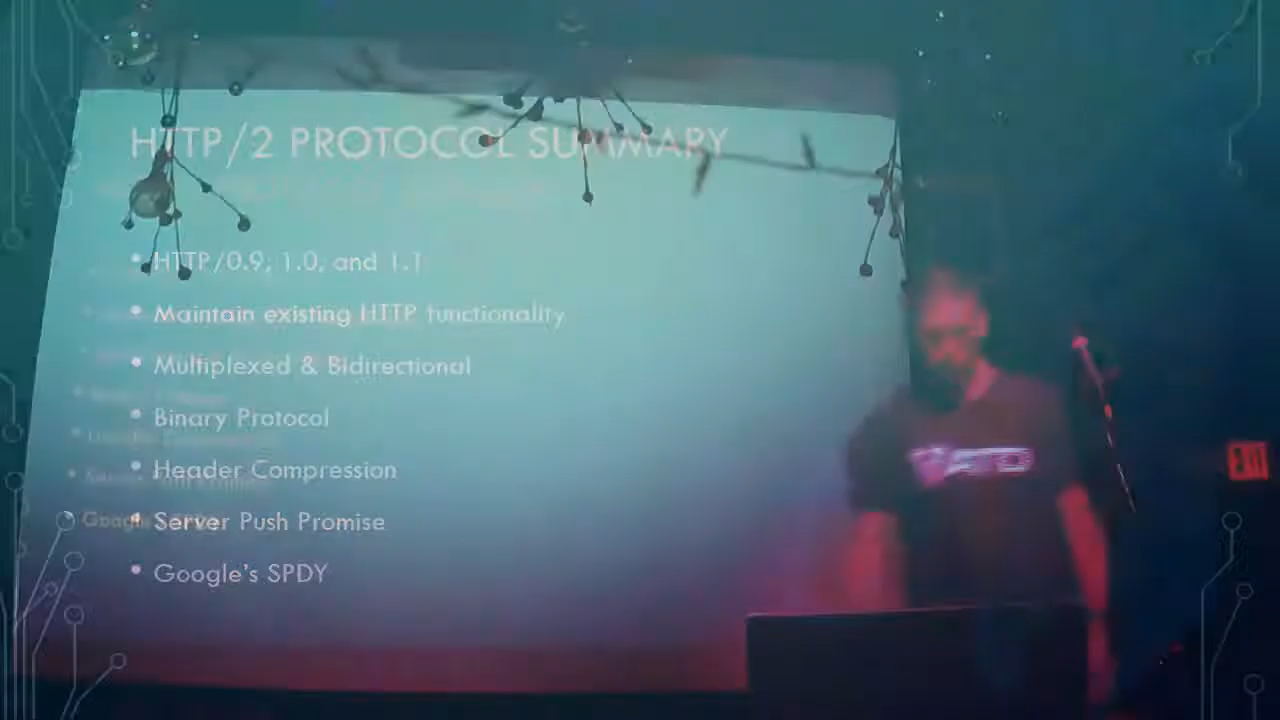 HTTP/2 PROTOCOL SUMMARY
• HTTP/0.9, 1.0, and 1.1
• Maintain existing HTTP functionality
• Multiplexed & Bidirectional
• Binary Protocol
• Header Compression
• Server Push Promise
• Google's SPDY
EXIT